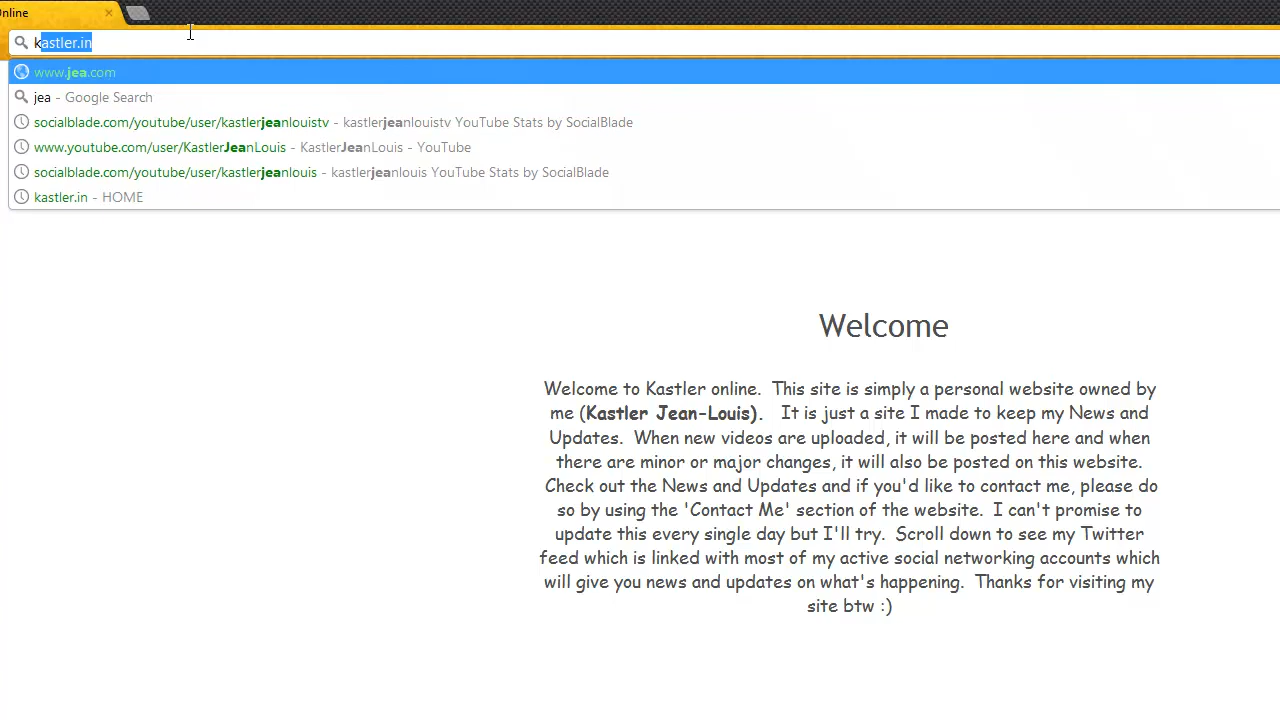 Online
kastler.in
www.jea.com
jea - Google Search
socialblade.com/youtube/user/kastlerjeanlouistv - kastlerjeanlouistv YouTube Stats by SocialBlade
www.youtube.com/user/KastlerJeanLouis - KastlerJeanLouis - YouTube
socialblade.com/youtube/user/kastlerjeanlouis - kastlerjeanlouis YouTube Stats by SocialBlade
kastler.in - HOME
Welcome
Welcome to Kastler online.  This site is simply a personal website owned by
me (Kastler Jean-Louis).   It is just a site I made to keep my News and
Updates.  When new videos are uploaded, it will be posted here and when
there are minor or major changes, it will also be posted on this website.
Check out the News and Updates and if you'd like to contact me, please do
so by using the 'Contact Me' section of the website.  I can't promise to
update this every single day but I'll try.  Scroll down to see my Twitter
feed which is linked with most of my active social networking accounts which
will give you news and updates on what's happening.  Thanks for visiting my
site btw :)